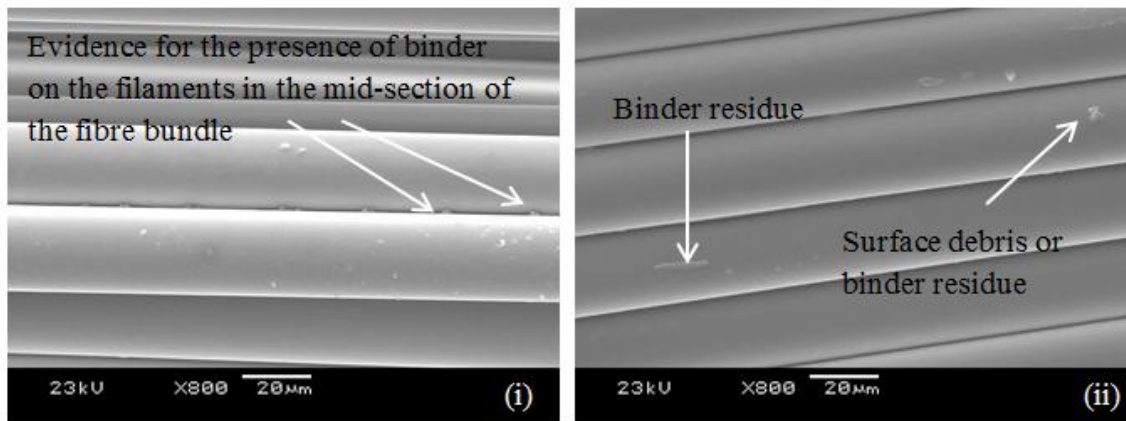 Evidence for the presence of binder
on the filaments in the mid-section of
the fibre bundle
23kV X800 20μm (i)
Binder residue
Surface debris or
binder residue
23kV X800 20μm (ii)